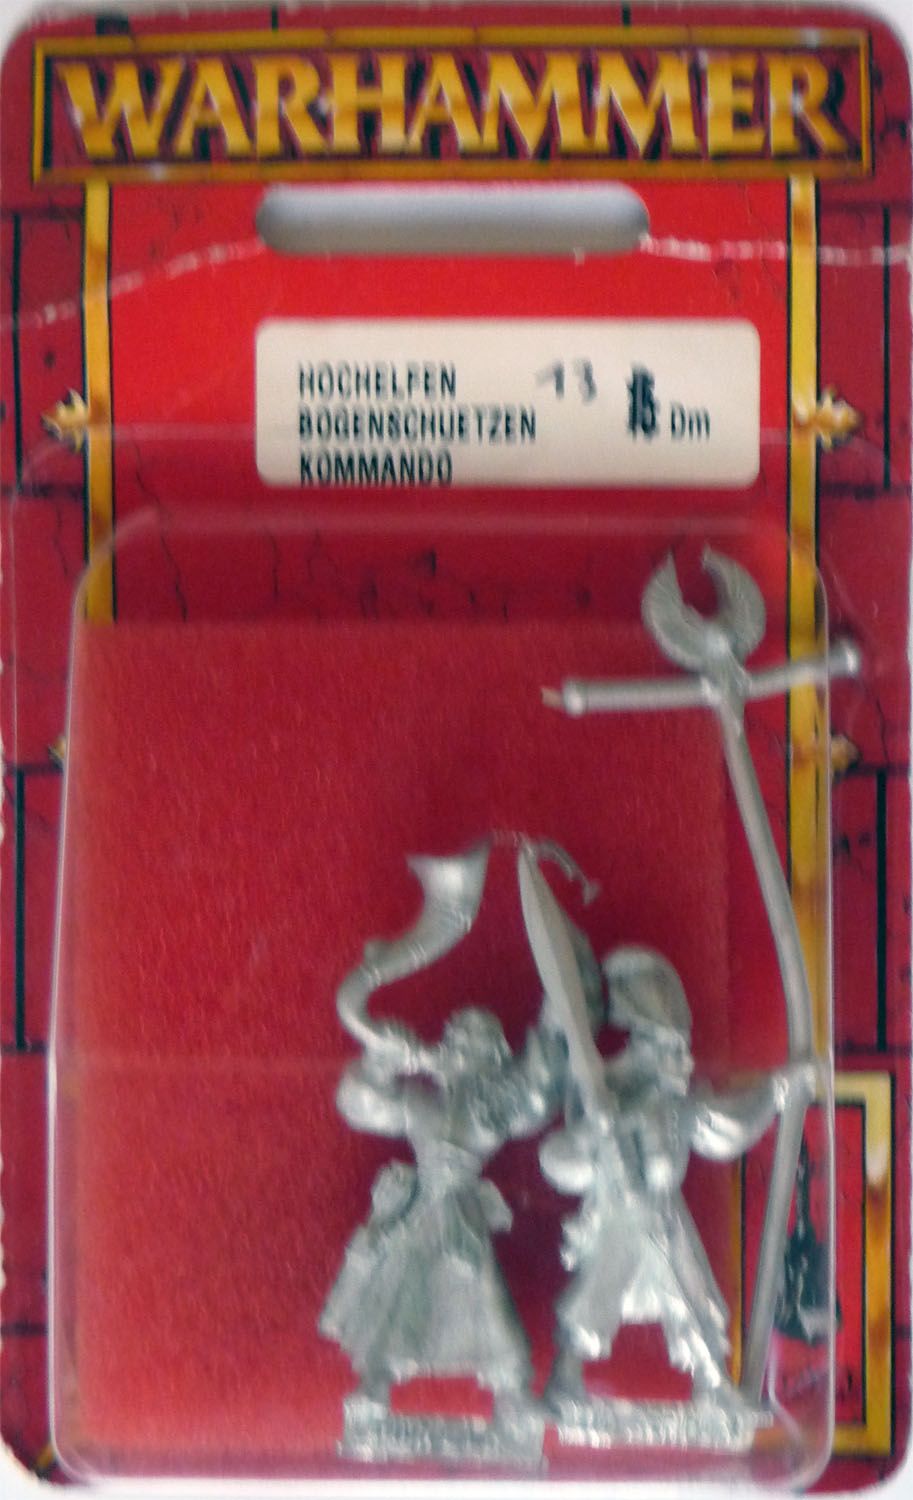 WARHAMMER
HOCHELFEN 13 15 Dm
BOGENSCHUETZEN
KOMMANDO